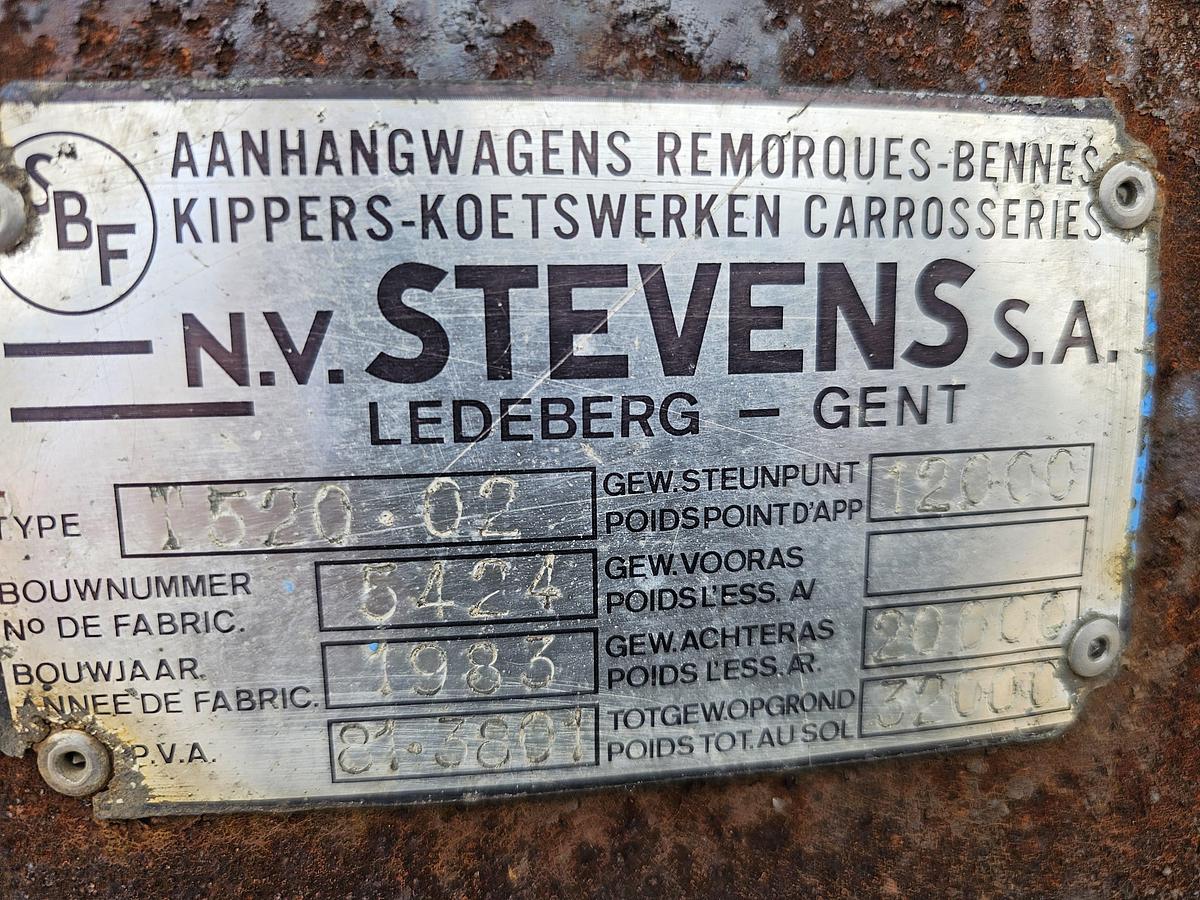 SBF
AANHANGWAGENS REMORQUES-BENNES
KIPPERS-KOETSWERKEN CARROSSERIES
N.V. STEVENS S.A.
LEDEBERG - GENT
TYPE T520.02
BOUWNUMMER
Nº DE FABRIC.
5424
BOUWJAAR.
ANNEE DE FABRIC.
1983
P.V.A. 81.3801
GEW.STEUNPUNT
POIDS POINT D'APP
12000
GEW.VOORAS
POIDS L'ESS. AV
GEW.ACHTERAS
POIDS L'ESS. AR.
20.000
TOTGEW.OPGROND
POIDS TOT. AU SOL
32000